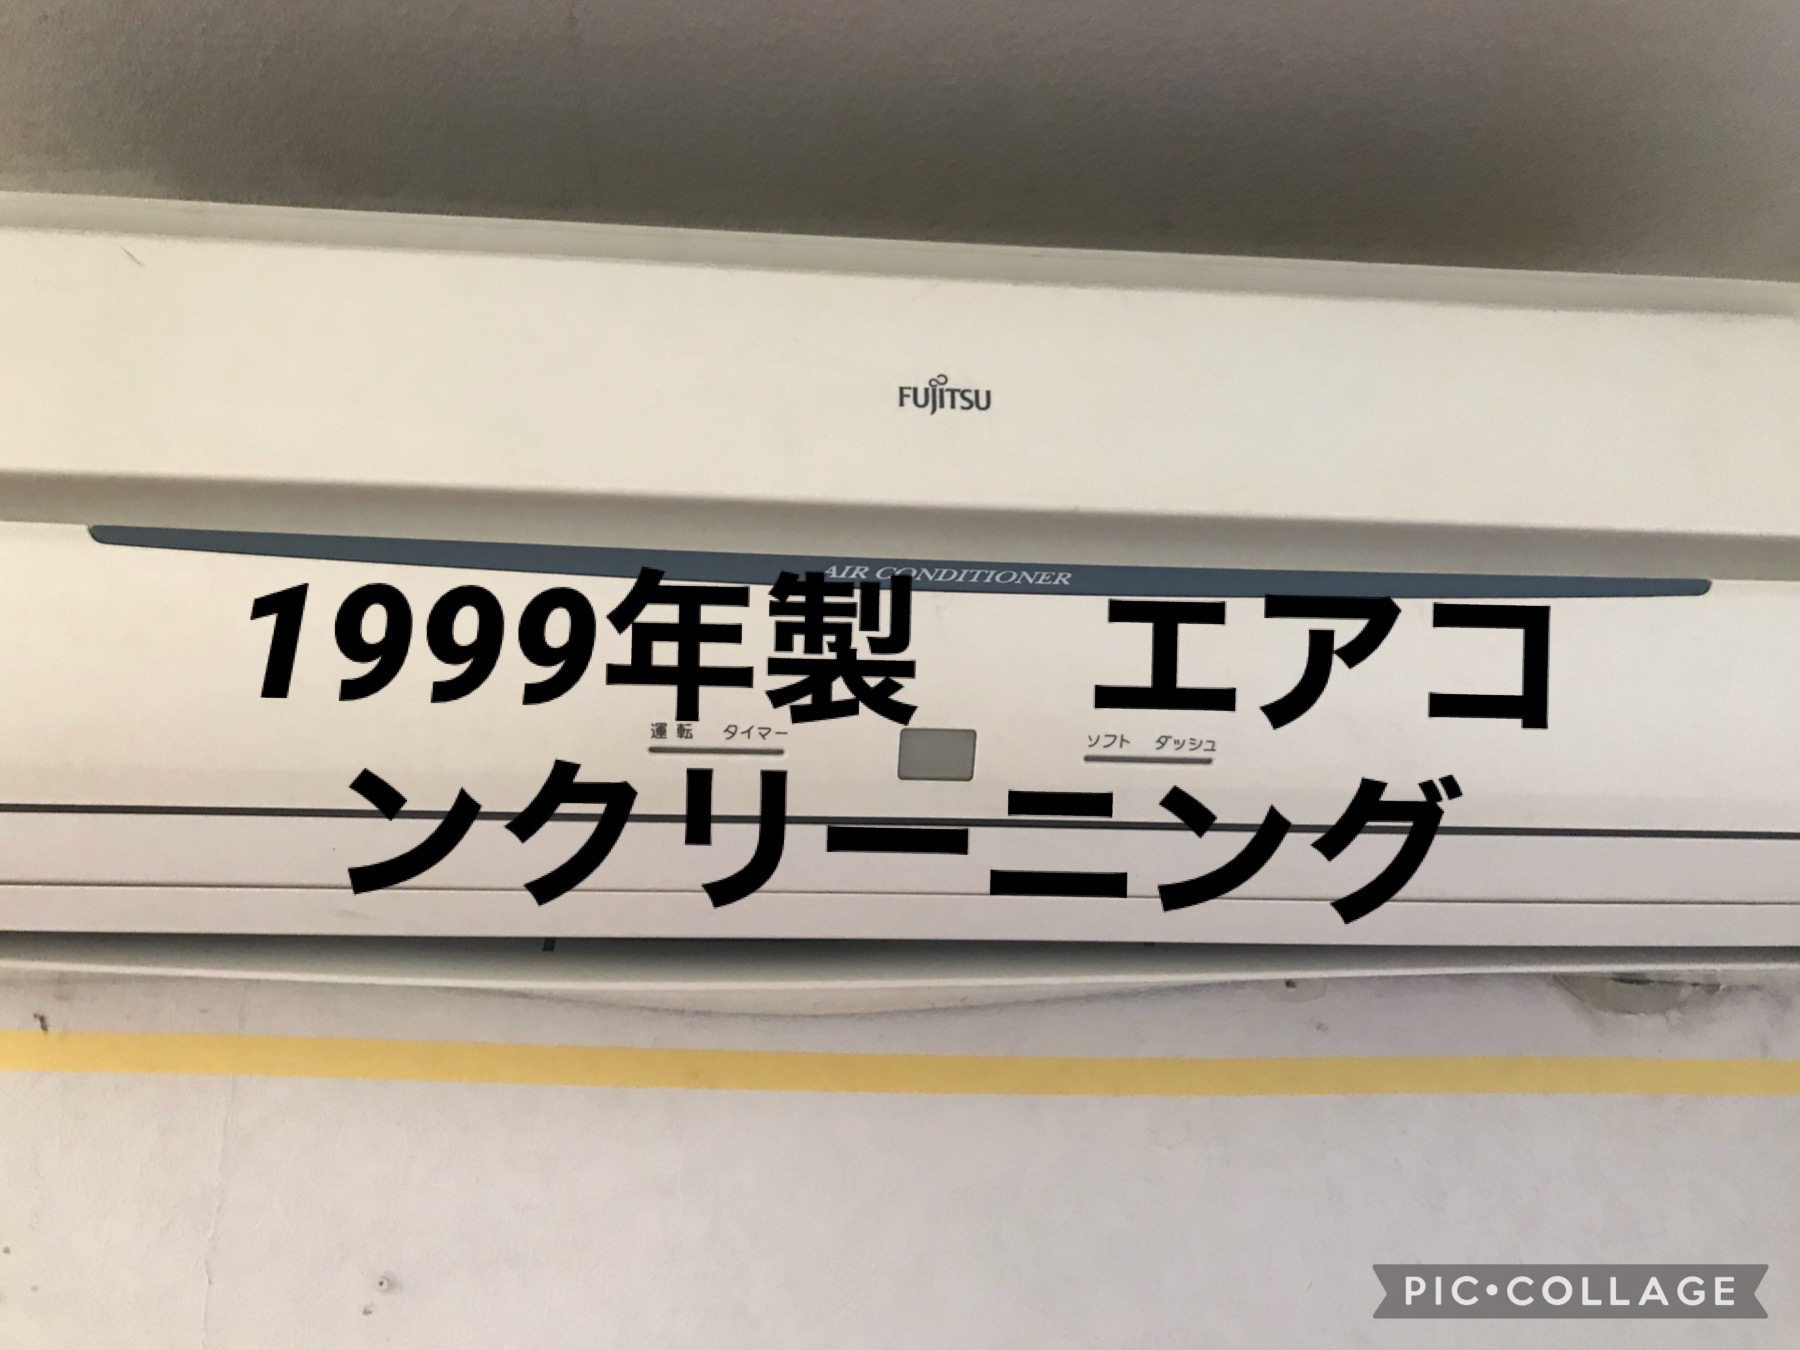 FUJITSU
AIR CONDITIONER
1999年製　エアコ
運転 タイマー ソフト ダッシュ
ンクリーニング
PIC•COLLAGE